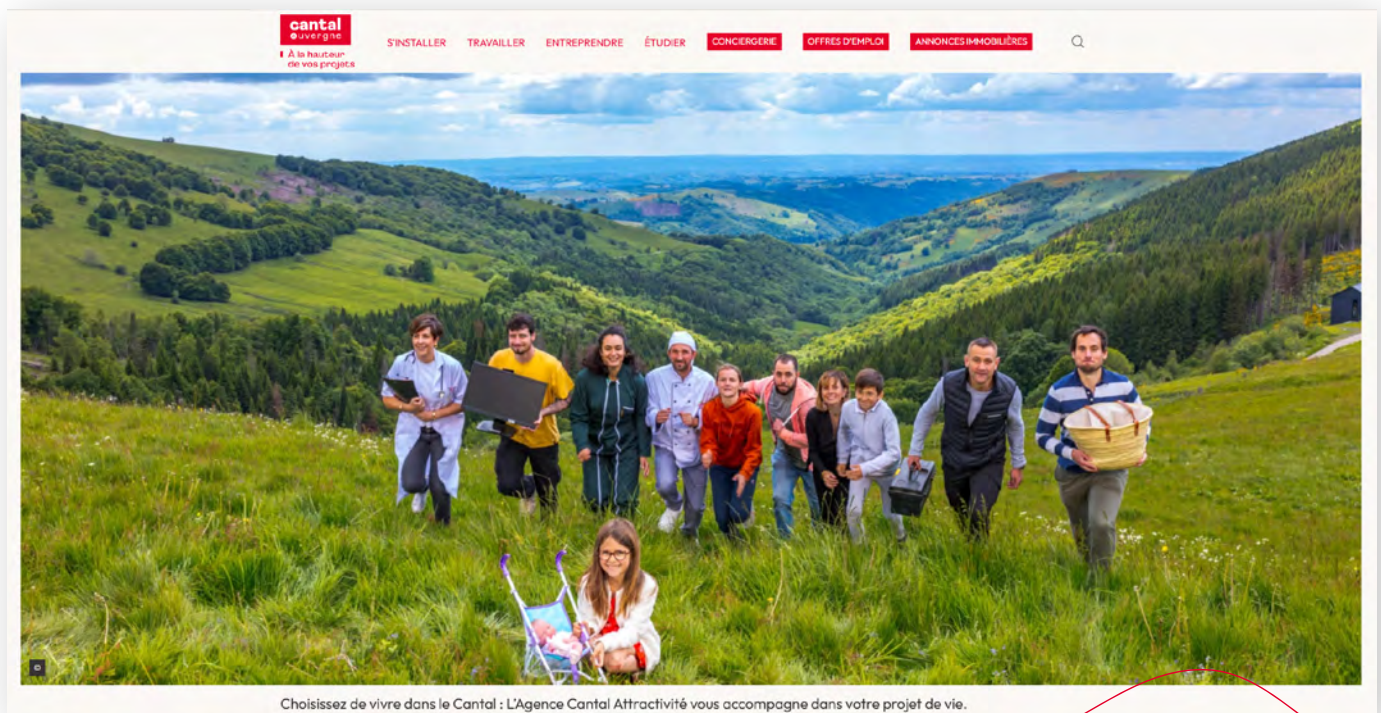 cantal
auvergne
À la hauteur
de vos projets
S'INSTALLER TRAVAILLER ENTREPRENDRE ÉTUDIER CONCIERGERIE OFFRES D'EMPLOI ANNONCES IMMOBILIÈRES
©
Choisissez de vivre dans le Cantal : L'Agence Cantal Attractivité vous accompagne dans votre projet de vie.